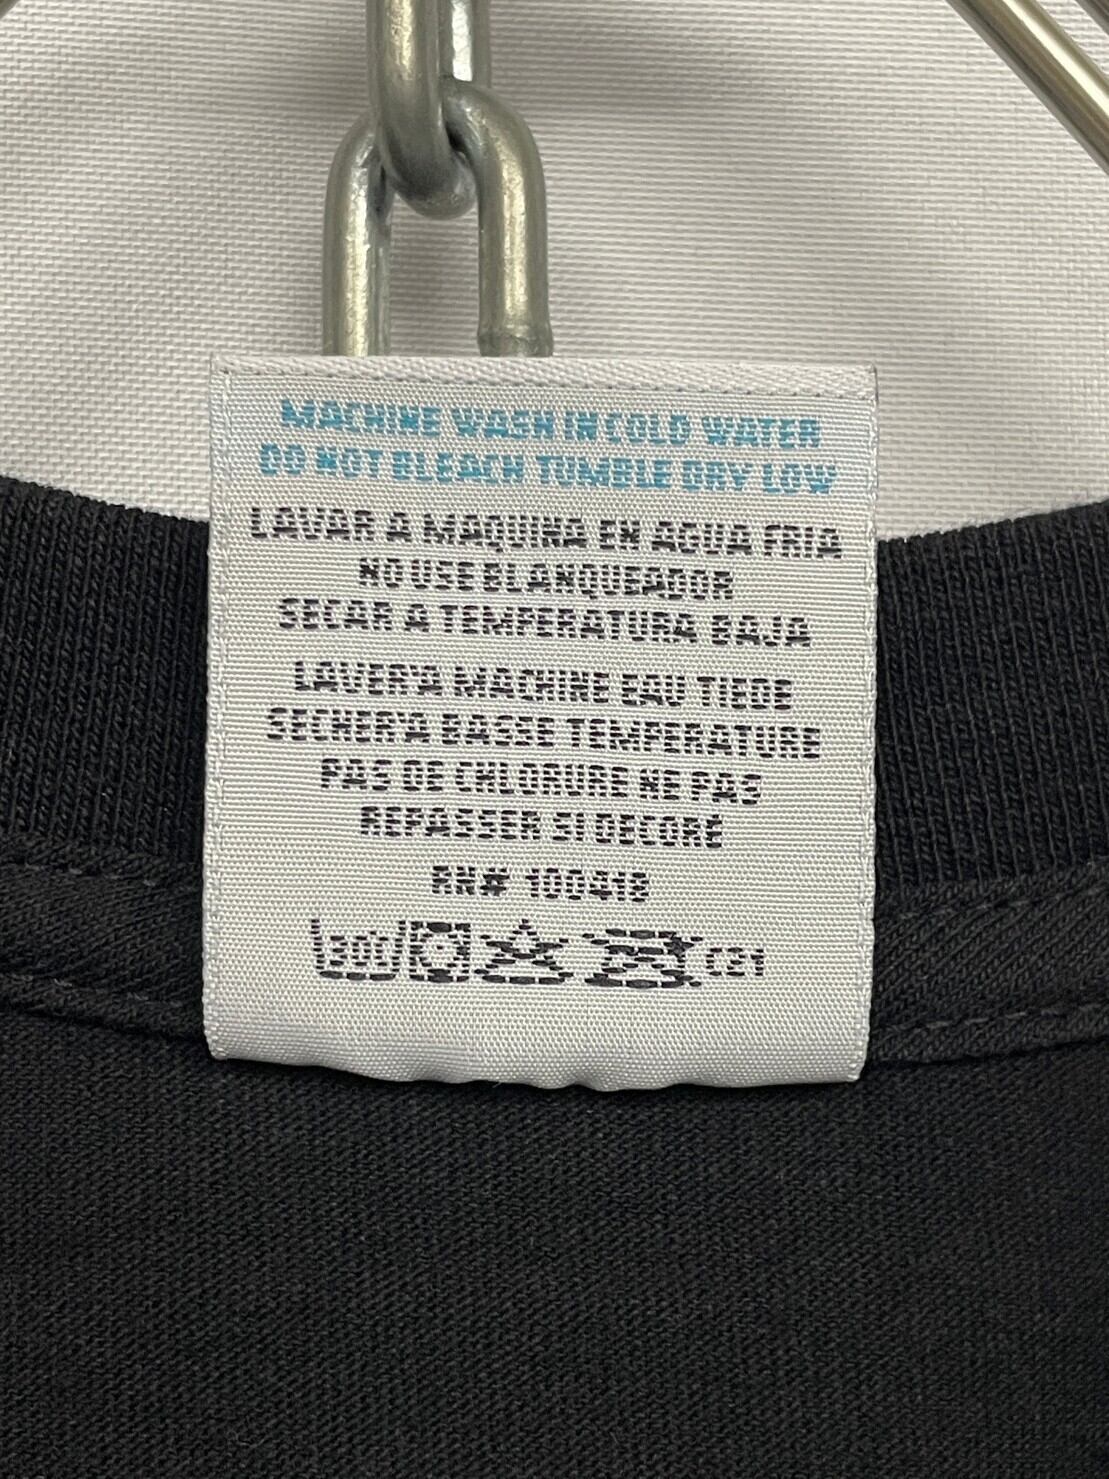 MACHINE WASH IN COLD WATER
DO NOT BLEACH TUMBLE DRY LOW
LAVAR A MAQUINA EN AGUA FRIA
NO USE BLANQUEADOR
SECAR A TEMPERATURA BAJA
LAVER'A MACHINE EAU TIEDE
SECHER'A BASSE TEMPERATURE
PAS DE CHLORURE NE PAS
REPASSER SI DECORÉ
RN# 100418
30C C21